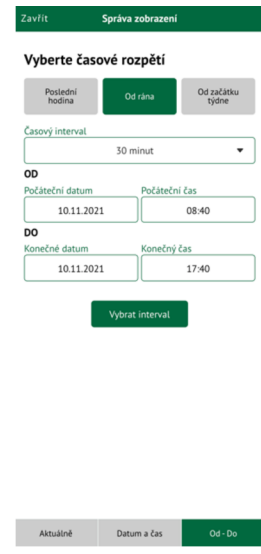 Zavřít Správa zobrazení
Vyberte časové rozpětí
Poslední hodina
Od rána
Od začátku týdne
Časový interval
30 minut
OD
Počáteční datum Počáteční čas
10.11.2021 08:40
DO
Konečné datum Konečný čas
10.11.2021 17:40
Vybrat interval
Aktuálně Datum a čas Od - Do